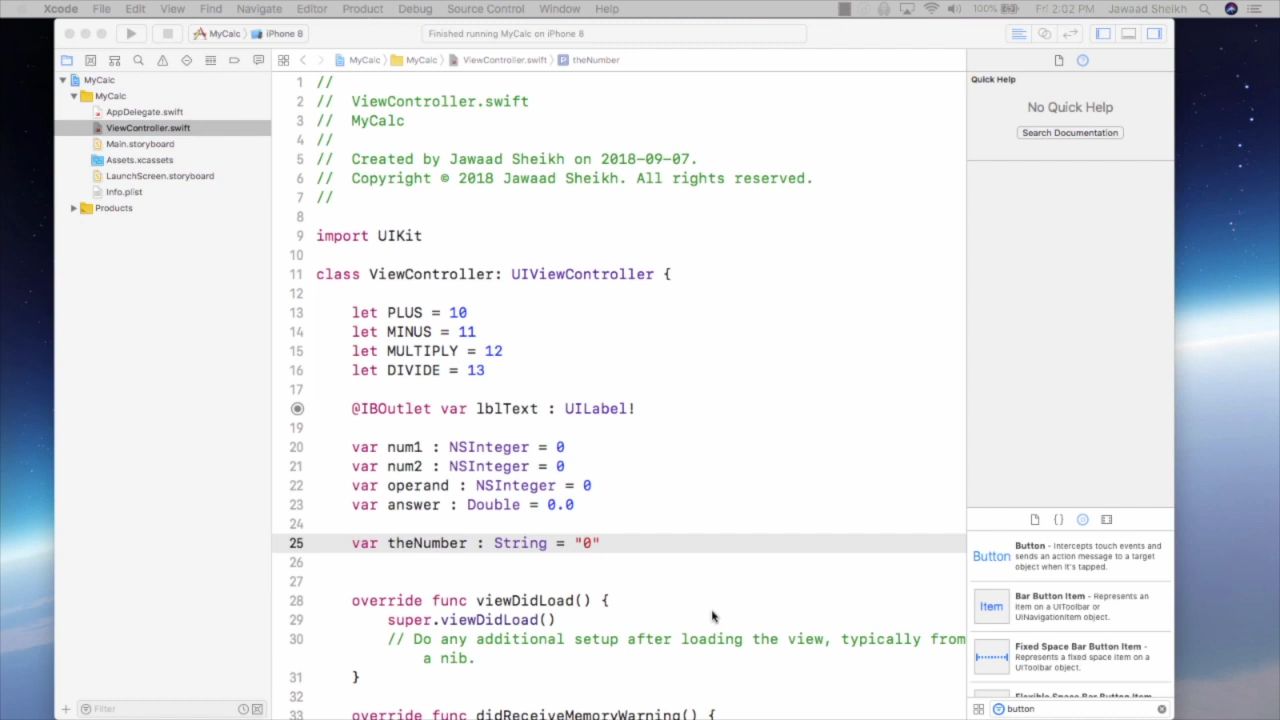 Xcode File Edit View Find Navigate Editor Product Debug Source Control Window Help 100% Fri 2:02 PM Jawaad Sheikh
MyCalc iPhone 8 Finished running MyCalc on iPhone 8
MyCalc MyCalc ViewController.swift theNumber
MyCalc
MyCalc
AppDelegate.swift
ViewController.swift
Main.storyboard
Assets.xcassets
LaunchScreen.storyboard
Info.plist
Products
Filter
1 //
2 // ViewController.swift
3 // MyCalc
4 //
5 // Created by Jawaad Sheikh on 2018-09-07.
6 // Copyright © 2018 Jawaad Sheikh. All rights reserved.
7 //
8
9 import UIKit
10
11 class ViewController: UIViewController {
12
13 let PLUS = 10
14 let MINUS = 11
15 let MULTIPLY = 12
16 let DIVIDE = 13
17
@IBOutlet var lblText : UILabel!
19
20 var num1 : NSInteger = 0
21 var num2 : NSInteger = 0
22 var operand : NSInteger = 0
23 var answer : Double = 0.0
24
25 var theNumber : String = "0"
26
27
28 override func viewDidLoad() {
29 super.viewDidLoad()
30 // Do any additional setup after loading the view, typically from
a nib.
31 }
32
33 override func didReceiveMemoryWarning() {
Quick Help
No Quick Help
Search Documentation
{}
Button
Button - Intercepts touch events and
sends an action message to a target
object when it's tapped.
Item
Bar Button Item - Represents an
item on a UIToolbar or
UINavigationItem object.
Fixed Space Bar Button Item -
Represents a fixed space item on a
UIToolbar object.
Flexible Space Bar Button Item
button